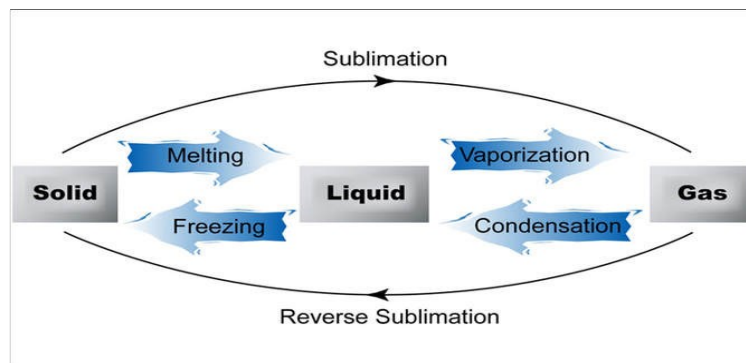 Sublimation
Melting
Vaporization
Solid
Liquid
Gas
Freezing
Condensation
Reverse Sublimation